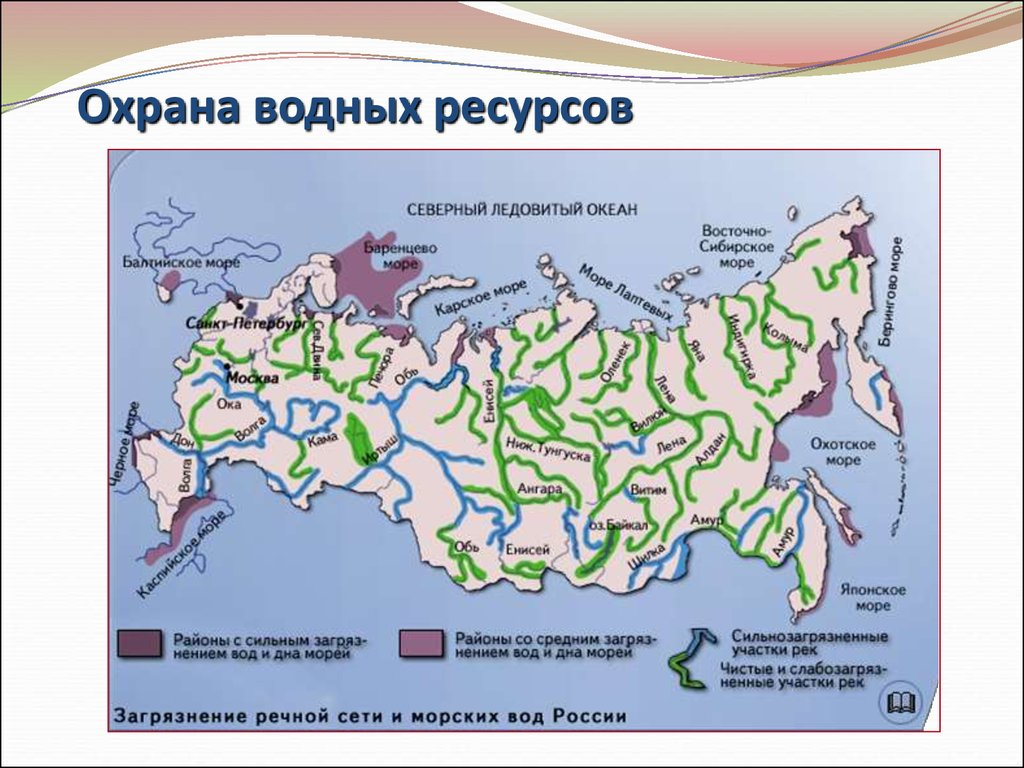 Охрана водных ресурсов
СЕВЕРНЫЙ ЛЕДОВИТЫЙ ОКЕАН
Восточно-
Сибирское
море
Баренцево
море
Балтийское море
Карское море
Море Лаптевых
Берингово море
Санкт-Петербург
Сев.Двина
Печора
Обь
Енисей
Оленек
Лена
Яна
Индигирка
Колыма
Москва
Ока
Волга
Кама
Иртыш
Дон
Волга
Черное море
Каспийское море
Ниж.Тунгуска
Вилюй
Лена
Алдан
Охотское
море
Ангара
Витим
оз.Байкал
Амур
Обь
Енисей
Шилка
Амур
Японское
море
Районы с сильным загряз-
нением вод и дна морей
Районы со средним загряз-
нением вод и дна морей
Сильнозагрязненные
участки рек
Чистые и слабозагряз-
ненные участки рек
Загрязнение речной сети и морских вод России